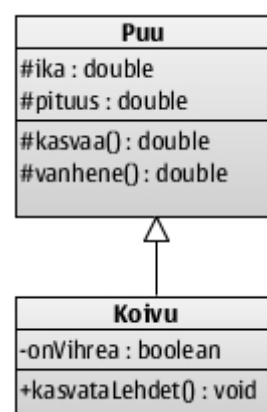 Puu
#ika : double
#pituus : double
#kasvaa() : double
#vanhene() : double
Koivu
-onVihrea : boolean
+kasvataLehdet() : void